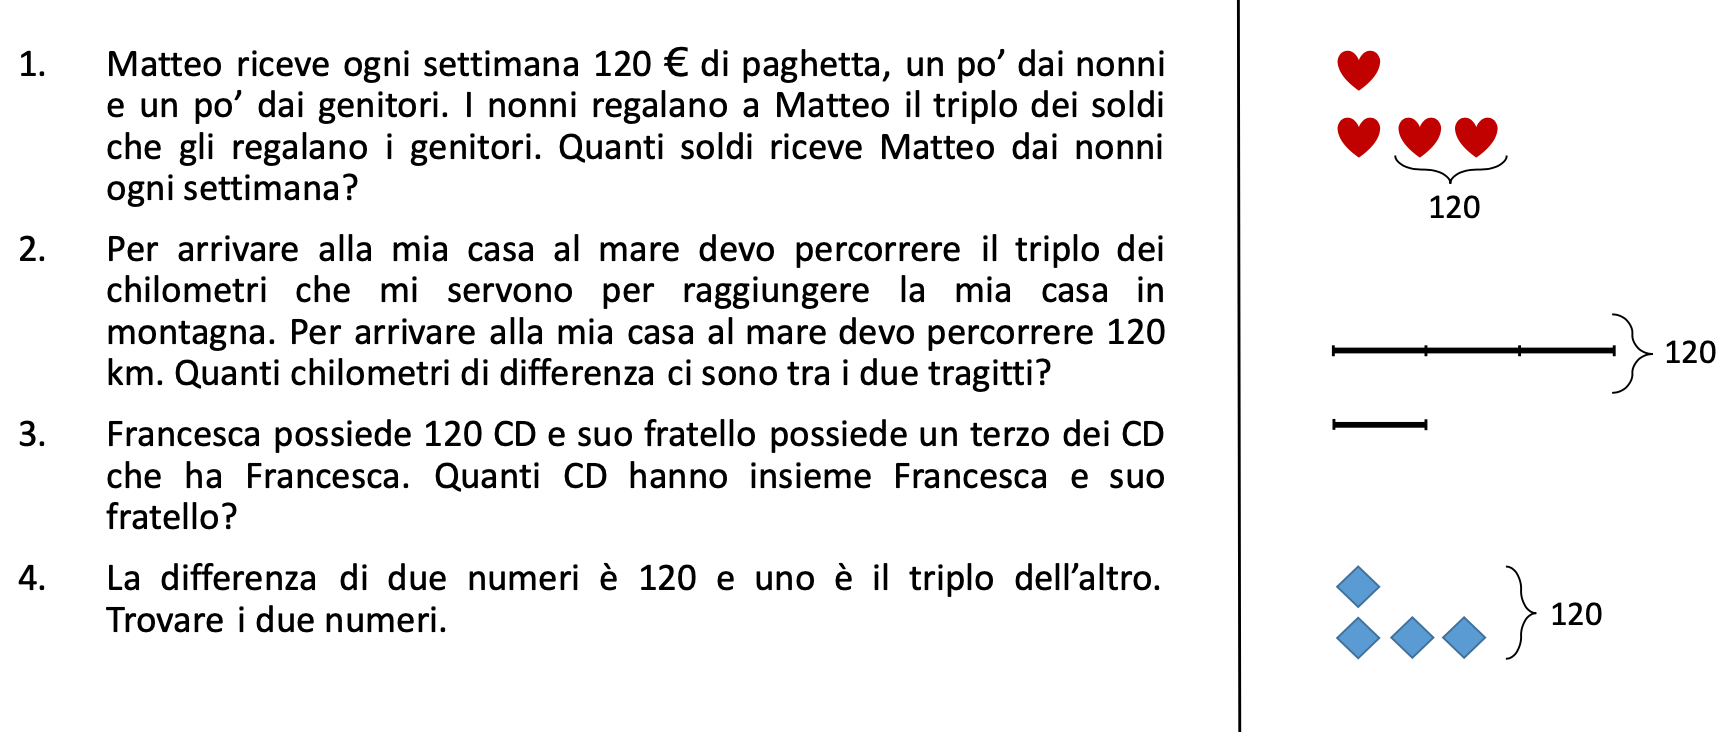 1. Matteo riceve ogni settimana 120 € di paghetta, un po’ dai nonni
e un po’ dai genitori. I nonni regalano a Matteo il triplo dei soldi
che gli regalano i genitori. Quanti soldi riceve Matteo dai nonni
ogni settimana?
120
2. Per arrivare alla mia casa al mare devo percorrere il triplo dei
chilometri che mi servono per raggiungere la mia casa in
montagna. Per arrivare alla mia casa al mare devo percorrere 120
km. Quanti chilometri di differenza ci sono tra i due tragitti?
120
3. Francesca possiede 120 CD e suo fratello possiede un terzo dei CD
che ha Francesca. Quanti CD hanno insieme Francesca e suo
fratello?
4. La differenza di due numeri è 120 e uno è il triplo dell’altro.
Trovare i due numeri.
120